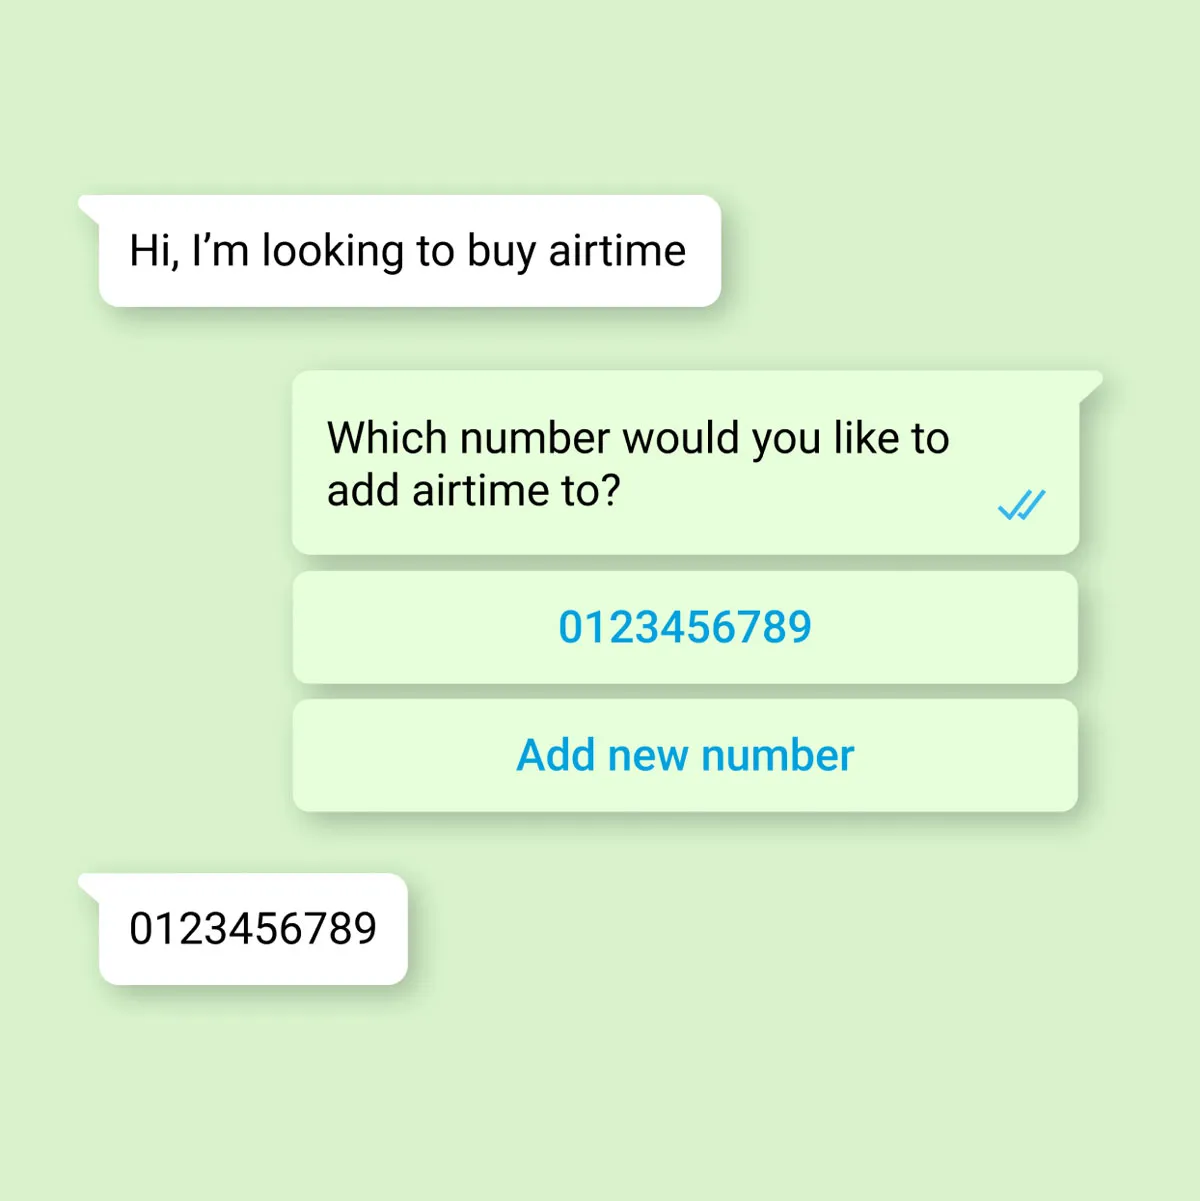 Hi, I’m looking to buy airtime
Which number would you like to
add airtime to?
0123456789
Add new number
0123456789